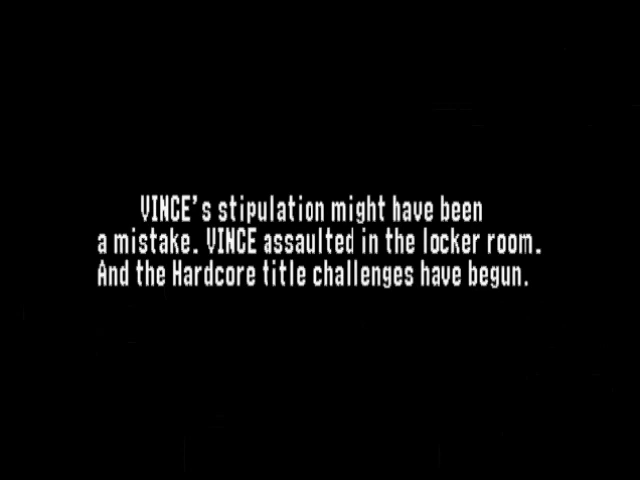 VINCE's stipulation might have been
a mistake. VINCE assaulted in the locker room.
And the Hardcore title challenges have begun.